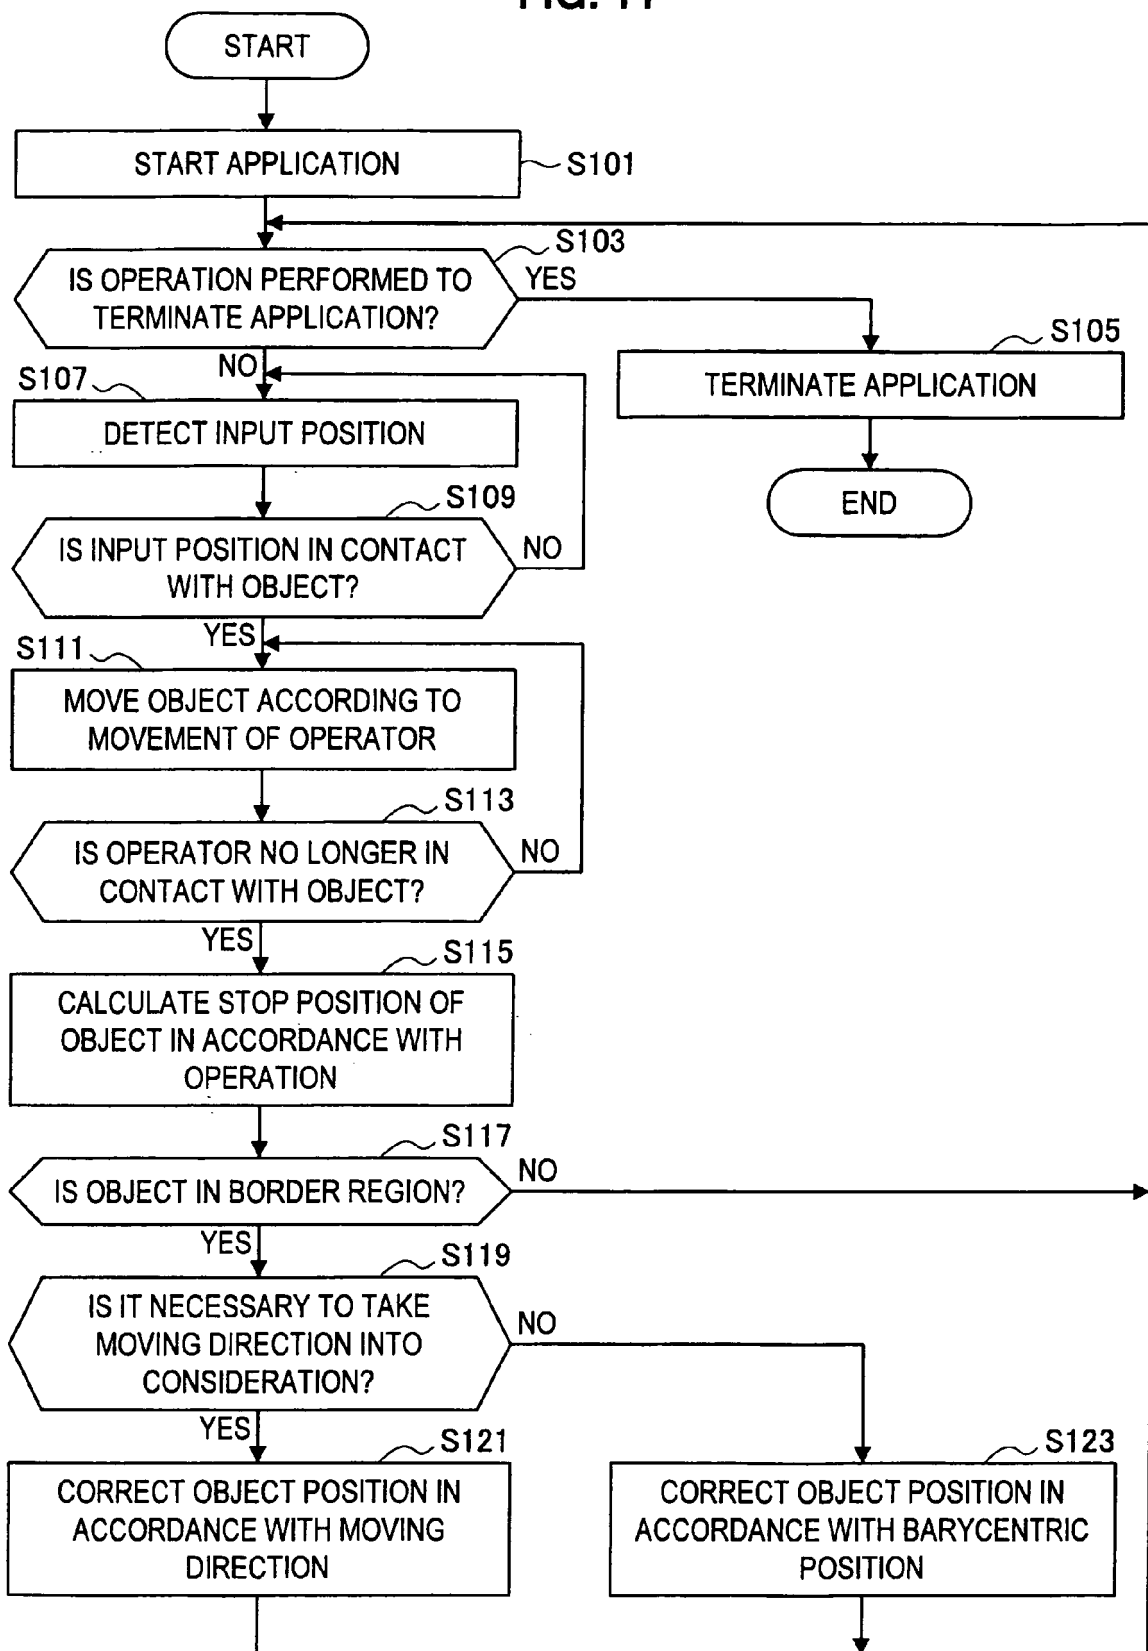 START
START APPLICATION
S101
S103
IS OPERATION PERFORMED TO
TERMINATE APPLICATION?
YES
NO
S105
TERMINATE APPLICATION
END
S107
DETECT INPUT POSITION
S109
IS INPUT POSITION IN CONTACT
WITH OBJECT?
NO
YES
S111
MOVE OBJECT ACCORDING TO
MOVEMENT OF OPERATOR
S113
IS OPERATOR NO LONGER IN
CONTACT WITH OBJECT?
NO
YES
S115
CALCULATE STOP POSITION OF
OBJECT IN ACCORDANCE WITH
OPERATION
S117
IS OBJECT IN BORDER REGION?
NO
YES
S119
IS IT NECESSARY TO TAKE
MOVING DIRECTION INTO
CONSIDERATION?
NO
YES
S121
CORRECT OBJECT POSITION IN
ACCORDANCE WITH MOVING
DIRECTION
S123
CORRECT OBJECT POSITION IN
ACCORDANCE WITH BARYCENTRIC
POSITION